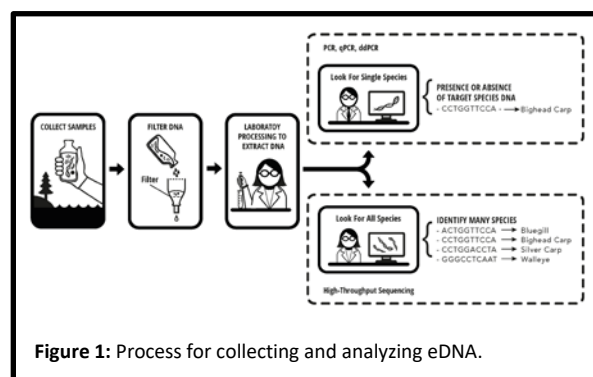 PCR, qPCR, ddPCR
Look For Single Species
PRESENCE OR ABSENCE
OF TARGET SPECIES DNA
- CCTGGTTCCA - Bighead Carp
COLLECT SAMPLES
FILTER DNA
Filter
LABORATOY
PROCESSING TO
EXTRACT DNA
Look For All Species
IDENTIFY MANY SPECIES
- ACTGGTTCCA Bluegill
- CCTGGTTCCA Bighead Carp
- CCTGGACCTA Silver Carp
- GGGCCTCAAT Walleye
High-Throughput Sequencing
Figure 1: Process for collecting and analyzing eDNA.